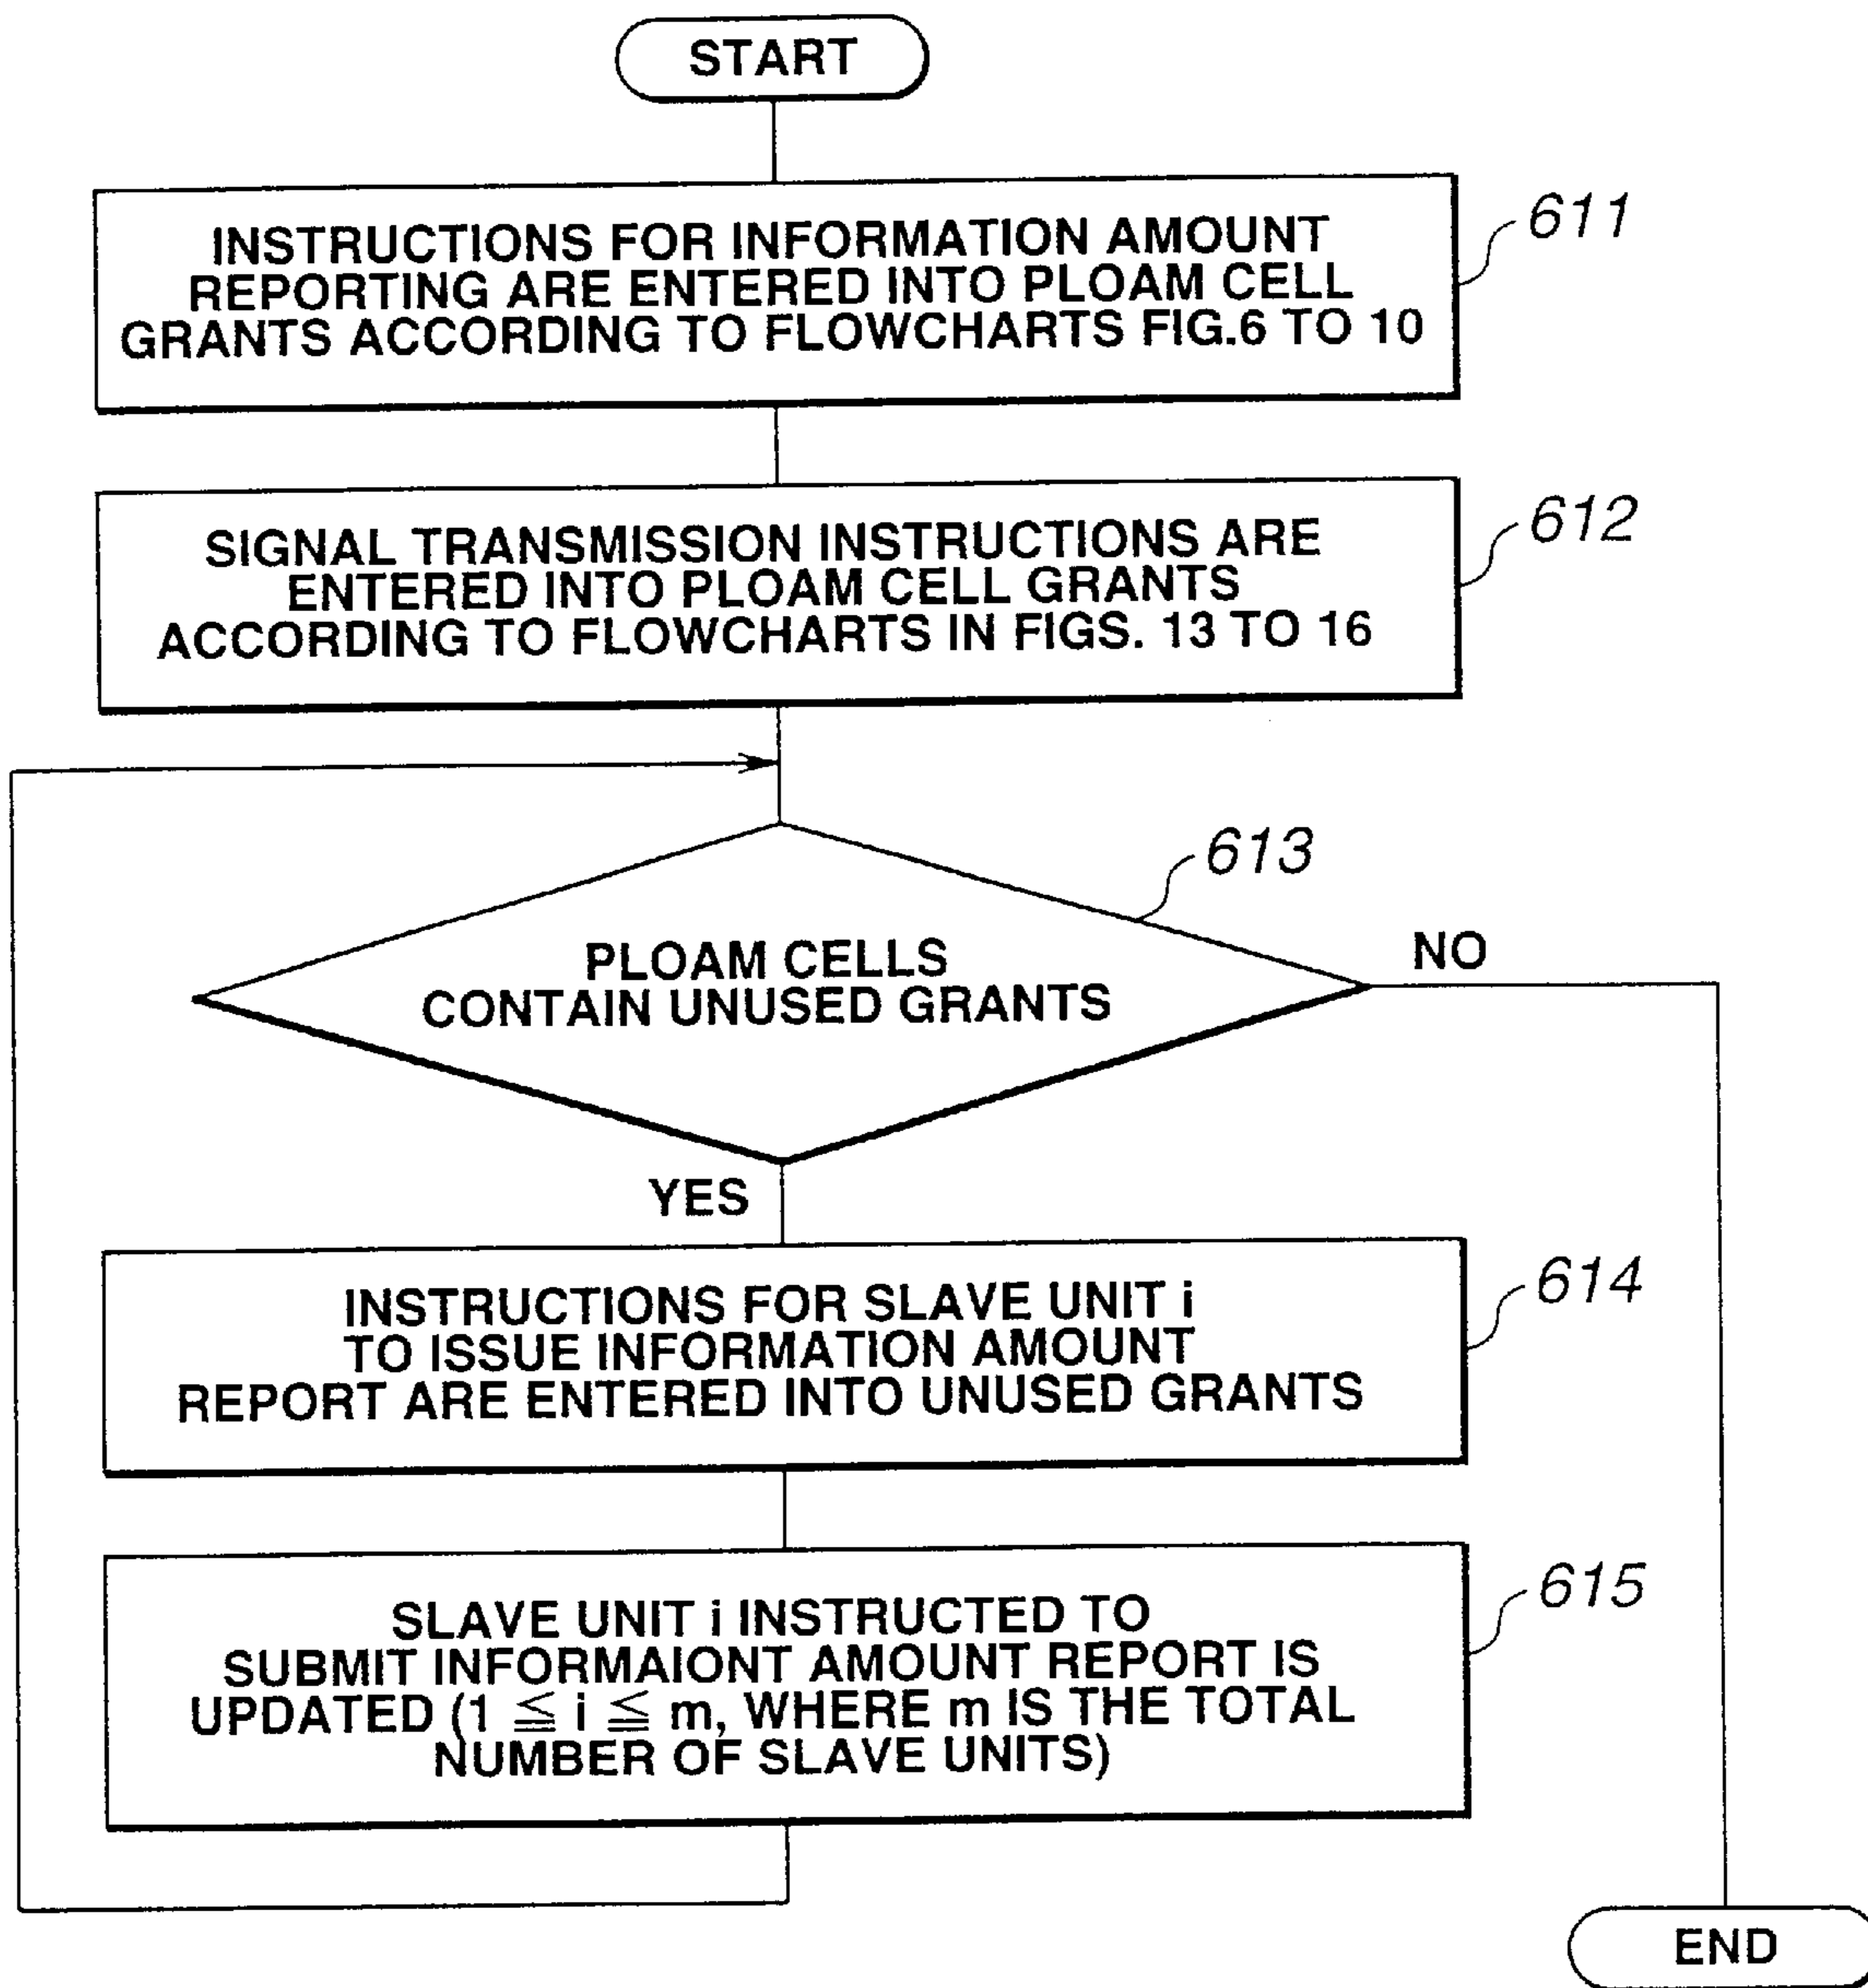 START
INSTRUCTIONS FOR INFORMATION AMOUNT
REPORTING ARE ENTERED INTO PLOAM CELL
GRANTS ACCORDING TO FLOWCHARTS FIG.6 TO 10
611
SIGNAL TRANSMISSION INSTRUCTIONS ARE
ENTERED INTO PLOAM CELL GRANTS
ACCORDING TO FLOWCHARTS IN FIGS. 13 TO 16
612
613
PLOAM CELLS
CONTAIN UNUSED GRANTS
NO
YES
INSTRUCTIONS FOR SLAVE UNIT i
TO ISSUE INFORMATION AMOUNT
REPORT ARE ENTERED INTO UNUSED GRANTS
614
SLAVE UNIT i INSTRUCTED TO
SUBMIT INFORMAIONT AMOUNT REPORT IS
UPDATED (1 ≦ i ≦ m, WHERE m IS THE TOTAL
NUMBER OF SLAVE UNITS)
615
END